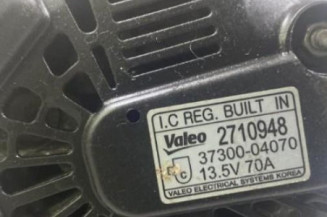 I.C REG. BUILT IN
Valeo 2710948
37300-04070
C 13.5V 70A
VALEO ELECTRICAL SYSTEMS KOREA